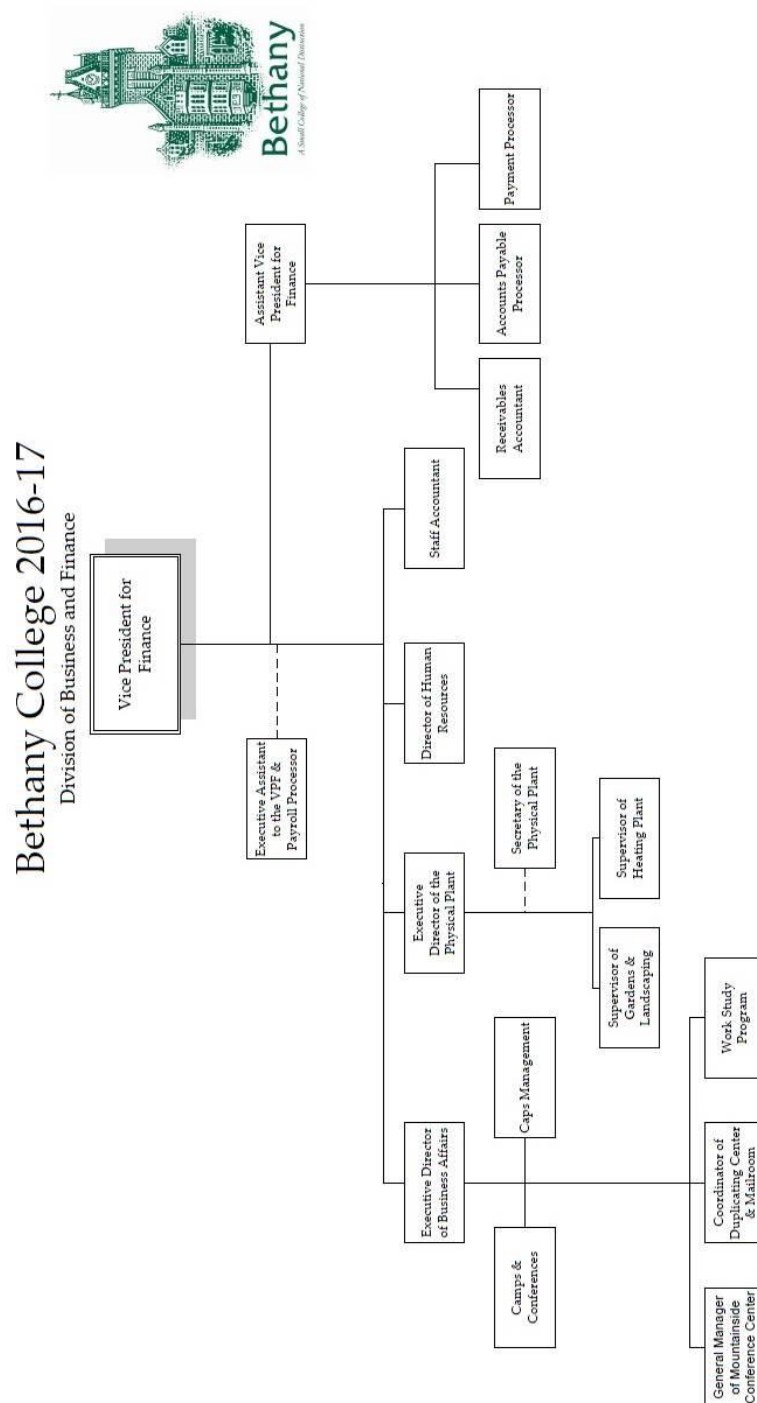 Bethany College 2016-17
Division of Business and Finance
Bethany
A Small College of National Distinction
Vice President for
Finance
Executive Assistant
to the VPF &
Payroll Processor
Assistant Vice
President for
Finance
Executive Director
of Business Affairs
Executive
Director of the
Physical Plant
Director of Human
Resources
Staff Accountant
Receivables
Accountant
Accounts Payable
Processor
Payment Processor
Camps &
Conferences
Caps Management
Secretary of the
Physical Plant
Supervisor of
Gardens &
Landscaping
Supervisor of
Heating Plant
General Manager
of Mountainside
Conference Center
Coordinator of
Duplicating Center
& Mailroom
Work Study
Program